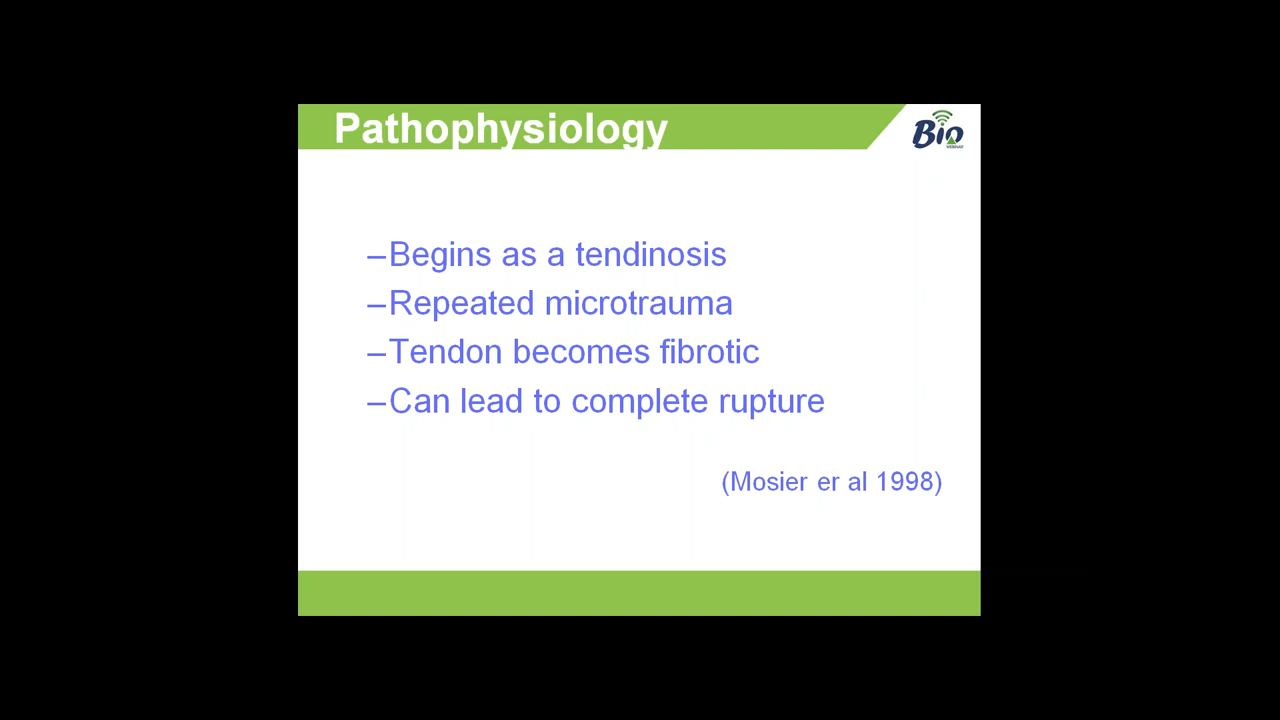 Pathophysiology
Bio
WEBINAR
–Begins as a tendinosis
–Repeated microtrauma
–Tendon becomes fibrotic
–Can lead to complete rupture
(Mosier er al 1998)